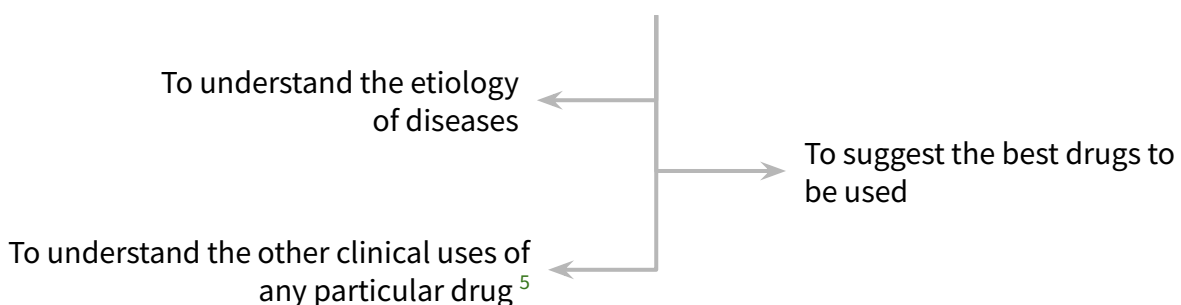 To understand the etiology
of diseases
To suggest the best drugs to
be used
To understand the other clinical uses of
any particular drug 5